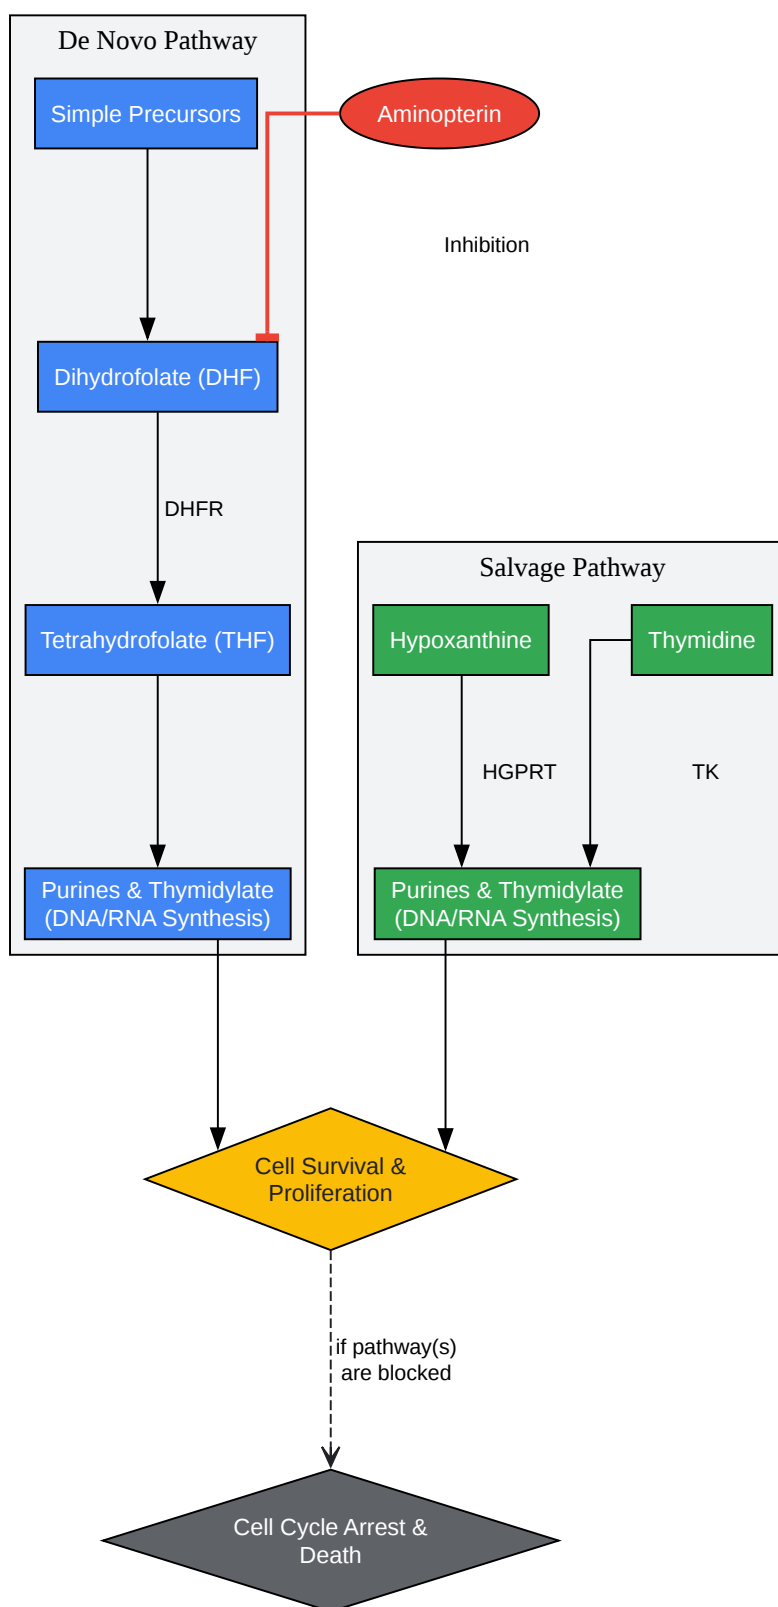 De Novo Pathway
Simple Precursors
Aminopterin
Inhibition
Dihydrofolate (DHF)
DHFR
Tetrahydrofolate (THF)
Purines & Thymidylate
(DNA/RNA Synthesis)
Salvage Pathway
Hypoxanthine
Thymidine
HGPRT
TK
Purines & Thymidylate
(DNA/RNA Synthesis)
Cell Survival &
Proliferation
if pathway(s)
are blocked
Cell Cycle Arrest &
Death